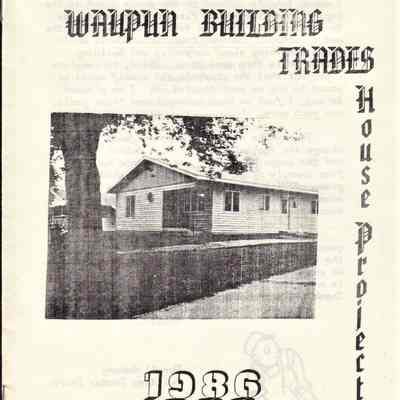 WAUPUN BUILDING
TRADES
House Project
1986